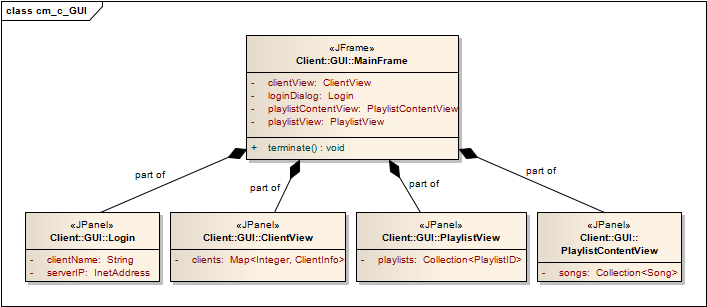 class cm_c_GUI
«JFrame»
Client::GUI::MainFrame
- clientView: ClientView
- loginDialog: Login
- playlistContentView: PlaylistContentView
- playlistView: PlaylistView
+ terminate() : void
part of
part of
part of
part of
«JPanel»
Client::GUI::Login
- clientName: String
- serverIP: InetAddress
«JPanel»
Client::GUI::ClientView
- clients: Map<Integer, ClientInfo>
«JPanel»
Client::GUI::PlaylistView
- playlists: Collection<PlaylistID>
«JPanel»
Client::GUI::
PlaylistContentView
- songs: Collection<Song>